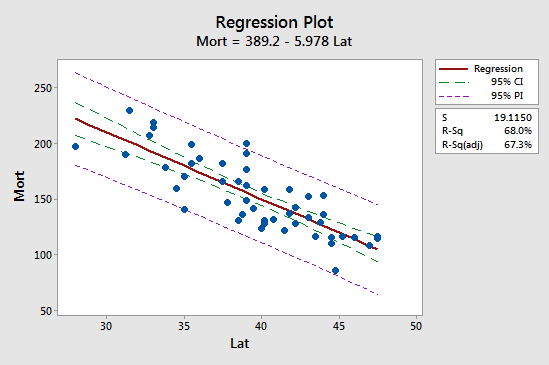 Regression Plot
Mort = 389.2 - 5.978 Lat
Regression
95% CI
95% PI
S 19.1150
R-Sq 68.0%
R-Sq(adj) 67.3%
Mort
250
200
150
100
50
30 35 40 45 50
Lat